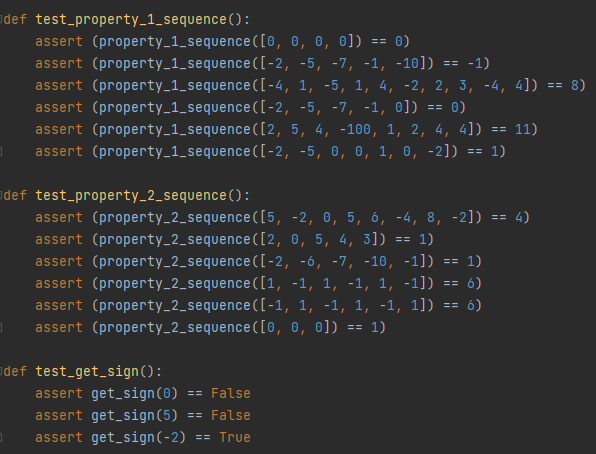 def test_property_1_sequence():
    assert (property_1_sequence([0, 0, 0, 0]) == 0)
    assert (property_1_sequence([-2, -5, -7, -1, -10]) == -1)
    assert (property_1_sequence([-4, 1, -5, 1, 4, -2, 2, 3, -4, 4]) == 8)
    assert (property_1_sequence([-2, -5, -7, -1, 0]) == 0)
    assert (property_1_sequence([2, 5, 4, -100, 1, 2, 4, 4]) == 11)
    assert (property_1_sequence([-2, -5, 0, 0, 1, 0, -2]) == 1)

def test_property_2_sequence():
    assert (property_2_sequence([5, -2, 0, 5, 6, -4, 8, -2]) == 4)
    assert (property_2_sequence([2, 0, 5, 4, 3]) == 1)
    assert (property_2_sequence([-2, -6, -7, -10, -1]) == 1)
    assert (property_2_sequence([1, -1, 1, -1, 1, -1]) == 6)
    assert (property_2_sequence([-1, 1, -1, 1, -1, 1]) == 6)
    assert (property_2_sequence([0, 0, 0]) == 1)

def test_get_sign():
    assert get_sign(0) == False
    assert get_sign(5) == False
    assert get_sign(-2) == True